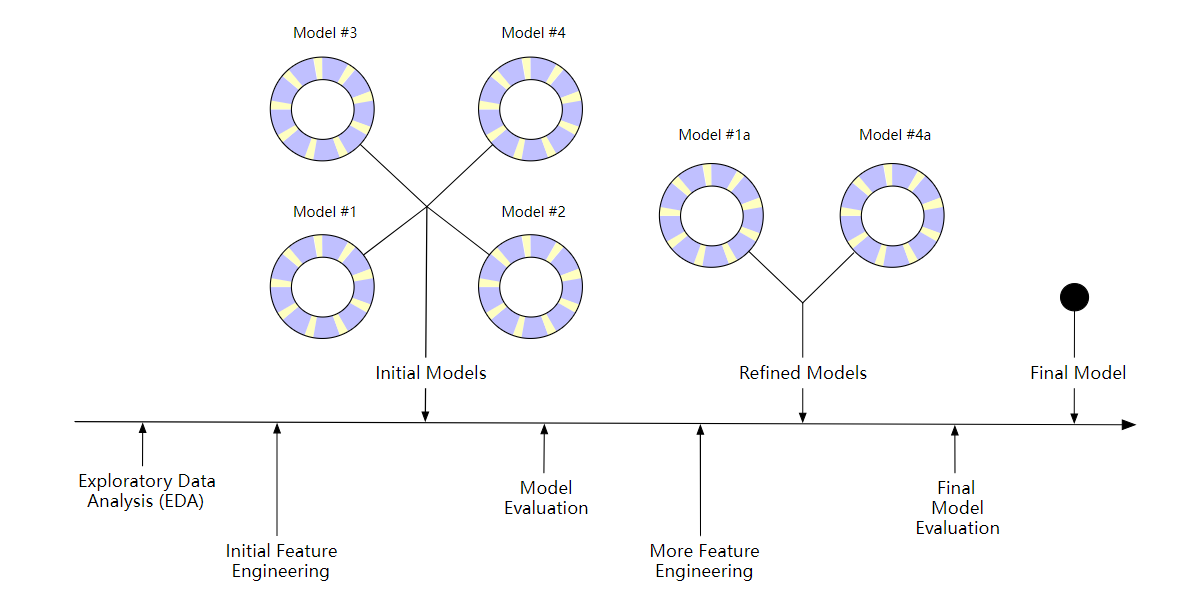 Model #3
Model #4
Model #1a
Model #4a
Model #1
Model #2
Initial Models
Refined Models
Final Model
Exploratory Data
Analysis (EDA)
Model
Evaluation
Final
Model
Evaluation
Initial Feature
Engineering
More Feature
Engineering